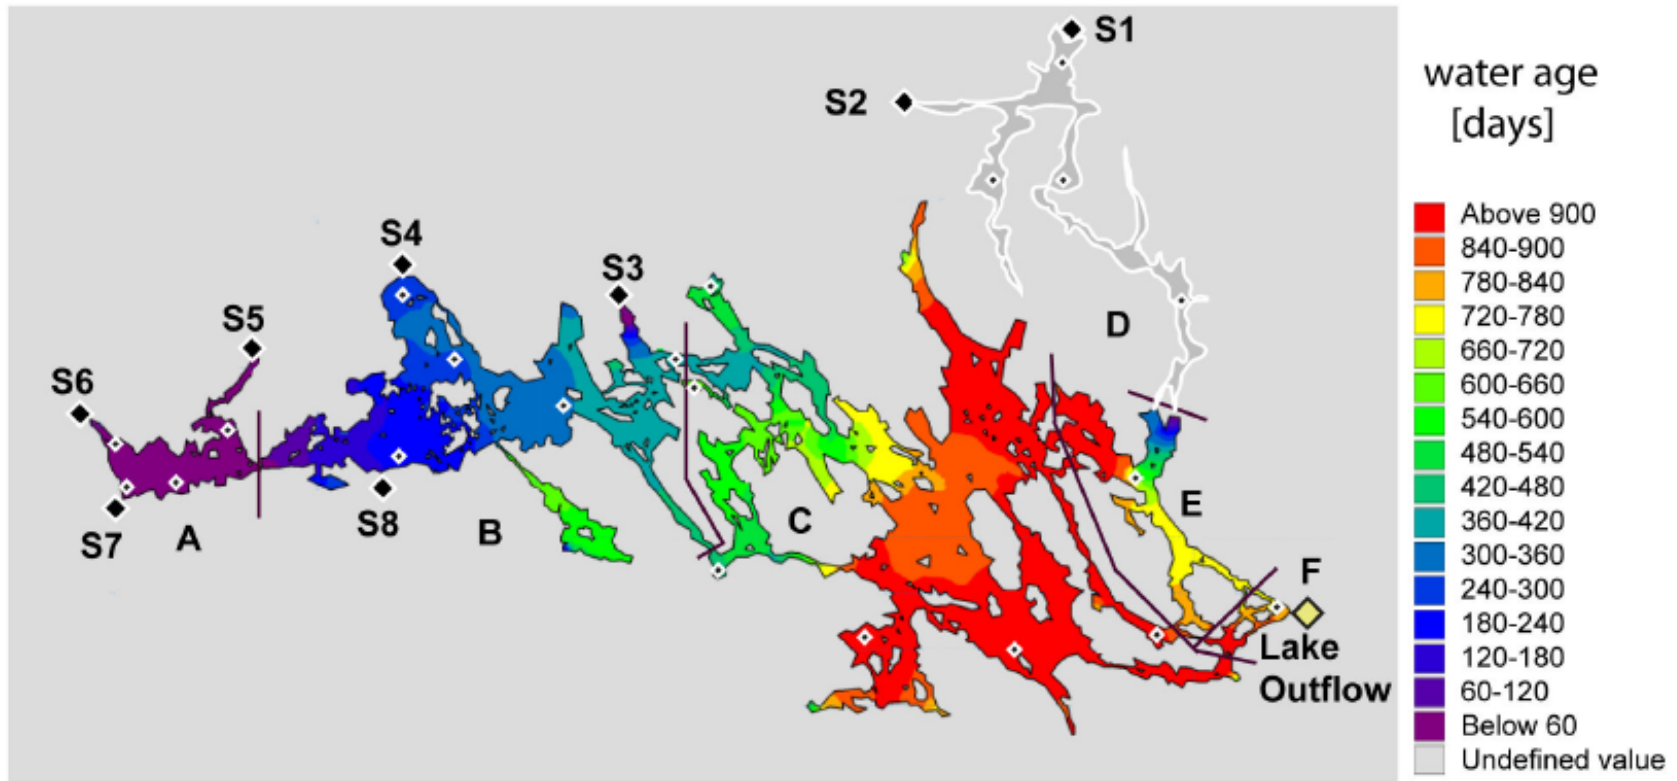 S1
S2
S4
S3
S5
S6
S7
A
S8
B
C
D
E
F
Lake
Outflow
water age
[days]
Above 900
840-900
780-840
720-780
660-720
600-660
540-600
480-540
420-480
360-420
300-360
240-300
180-240
120-180
60-120
Below 60
Undefined value